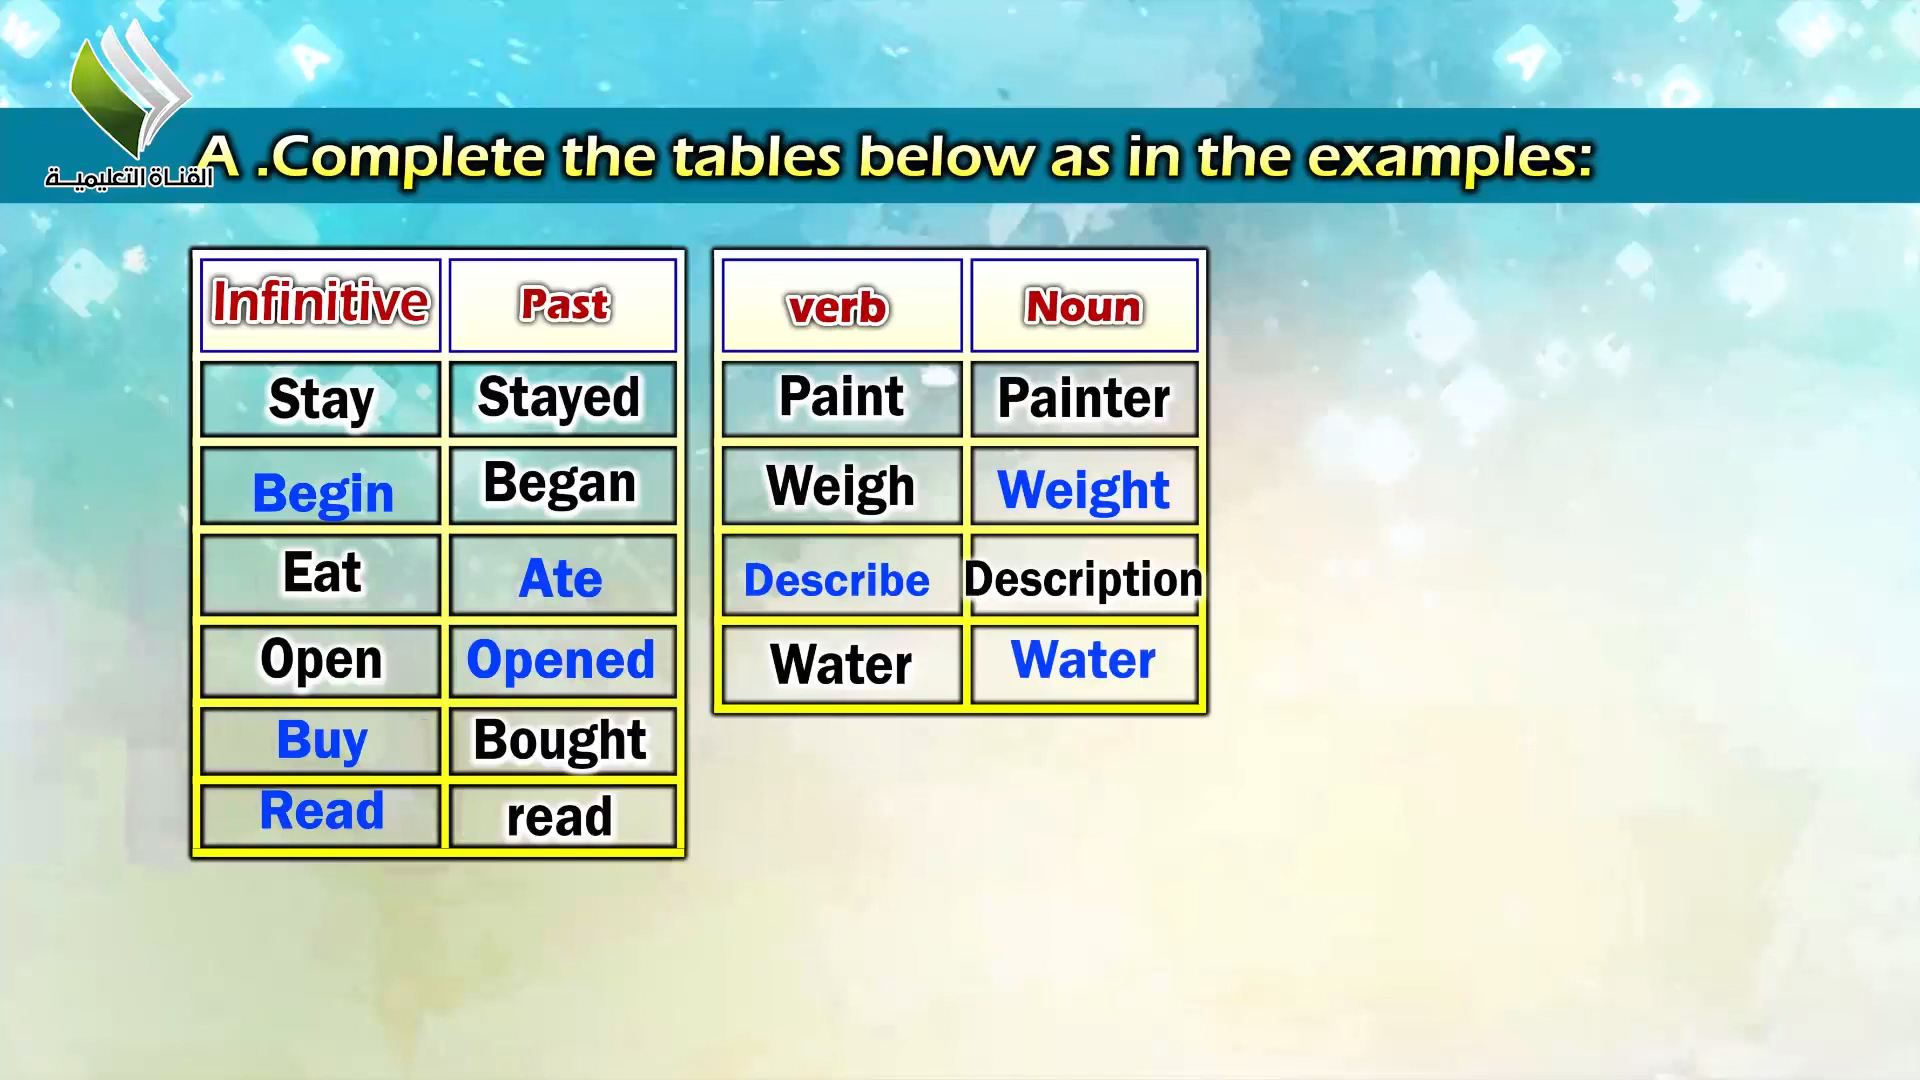 القناة التعليمية
A .Complete the tables below as in the examples:
Infinitive Past
Stay Stayed
Begin Began
Eat Ate
Open Opened
Buy Bought
Read read
verb Noun
Paint Painter
Weigh Weight
Describe Description
Water Water